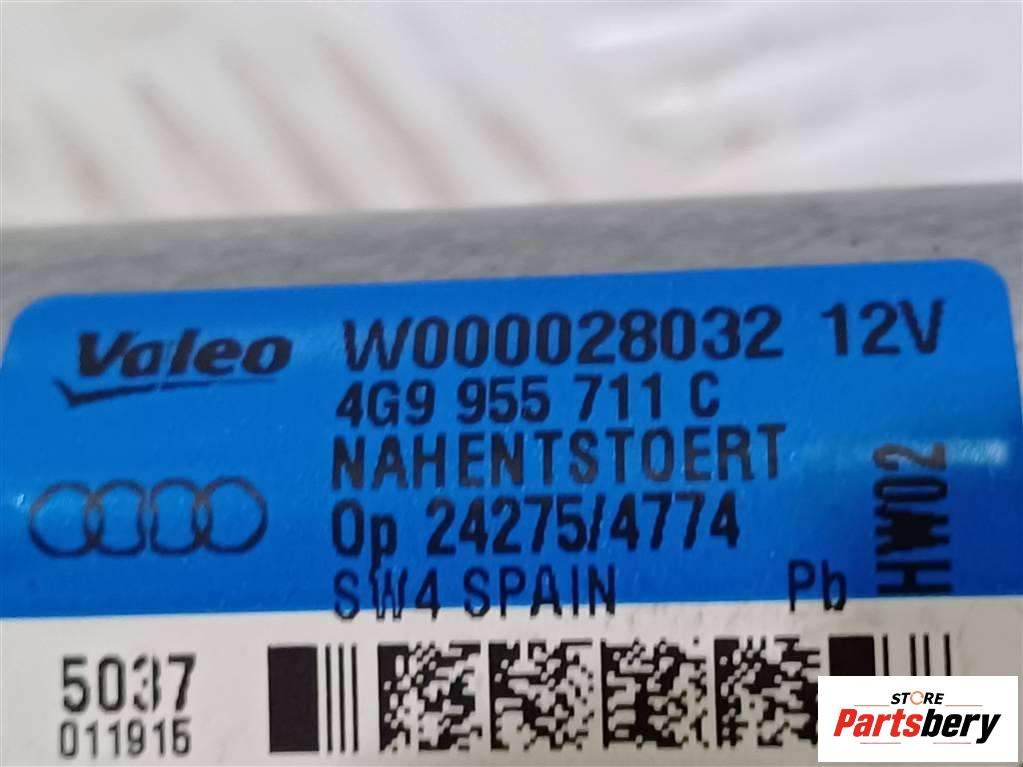 Valeo W000028032 12V
4G9 955 711 C
NAHENTSTOERT
Op 24275/4774
SW4 SPAIN Pb
HW02
5037
011915
STORE
Partsbery